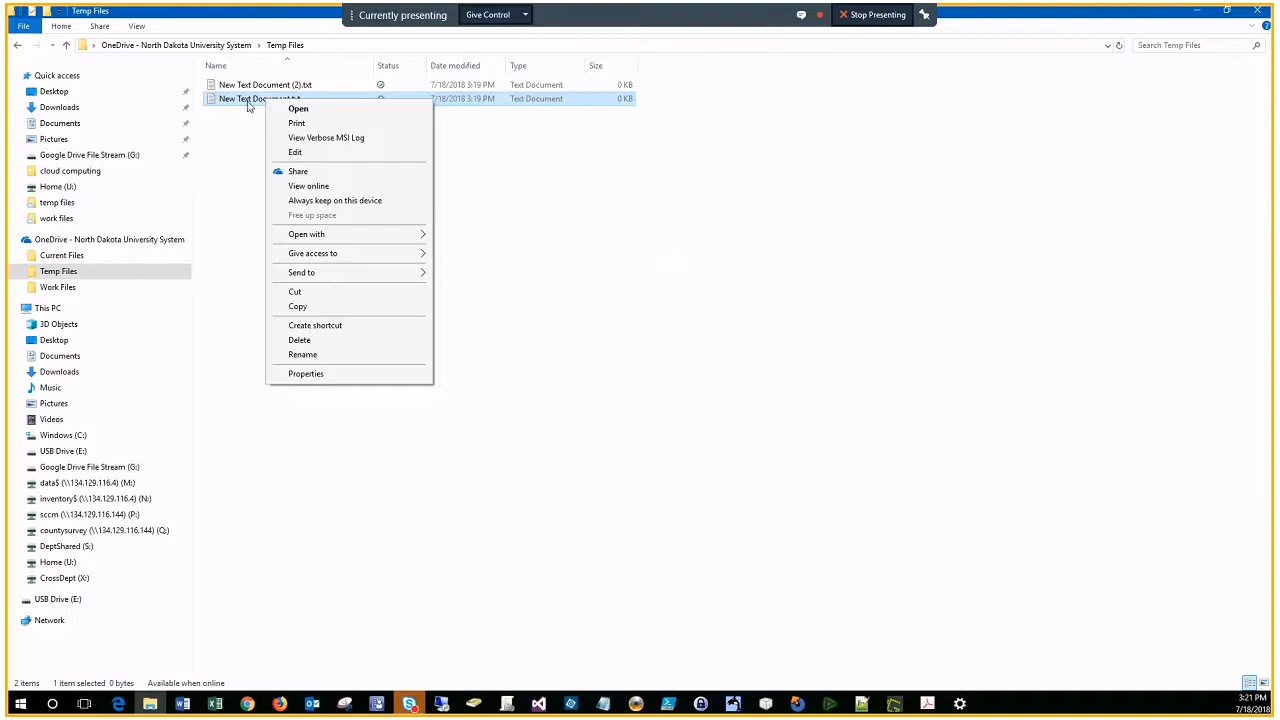 Temp Files
Currently presenting
Give Control
Stop Presenting
File
Home
Share
View
OneDrive - North Dakota University System > Temp Files
Search Temp Files
Name
Status
Date modified
Type
Size
New Text Document (2).txt
7/18/2018 3:19 PM
Text Document
0 KB
New Text Document.txt
7/18/2018 3:19 PM
Text Document
0 KB
Quick access
Desktop
Downloads
Documents
Pictures
Google Drive File Stream (G:)
cloud computing
Home (U:)
temp files
work files
OneDrive - North Dakota University System
Current Files
Temp Files
Work Files
This PC
3D Objects
Desktop
Documents
Downloads
Music
Pictures
Videos
Windows (C:)
USB Drive (E:)
Google Drive File Stream (G:)
data$ (\\134.129.116.4) (M:)
inventory$ (\\134.129.116.4) (N:)
sccm (\\134.129.116.144) (P:)
countysurvey (\\134.129.116.144) (Q:)
DeptShared (S:)
Home (U:)
CrossDept (X:)
USB Drive (E:)
Network
Open
Print
View Verbose MSI Log
Edit
Share
View online
Always keep on this device
Free up space
Open with
Give access to
Send to
Cut
Copy
Create shortcut
Delete
Rename
Properties
2 items
1 item selected 0 bytes
Available when online
3:21 PM
7/18/2018